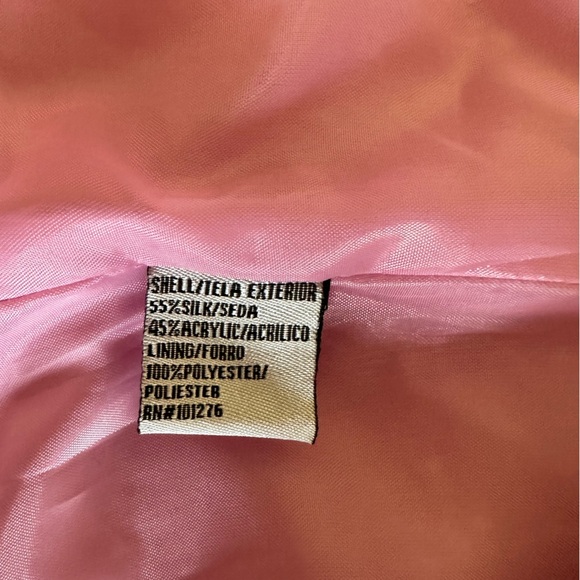 SHELL/TELA EXTERIOR
55%SILK/SEDA
45%ACRYLIC/ACRILICO
LINING/FORRO
100%POLYESTER/
POLIESTER
RN#101276